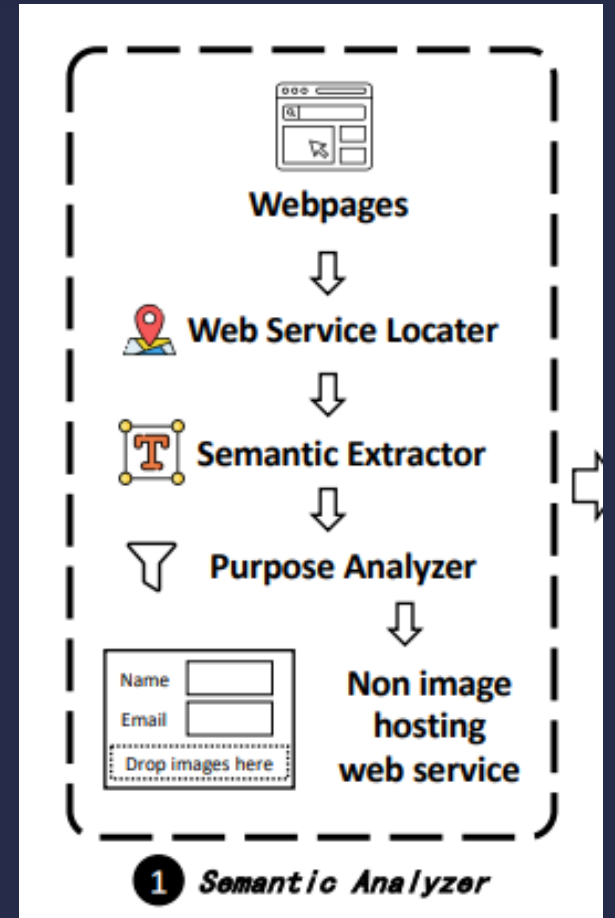 Webpages
Web Service Locater
T
Semantic Extractor
Purpose Analyzer
Name
Email
Drop images here
Non image
hosting
web service
1 Semantic Analyzer